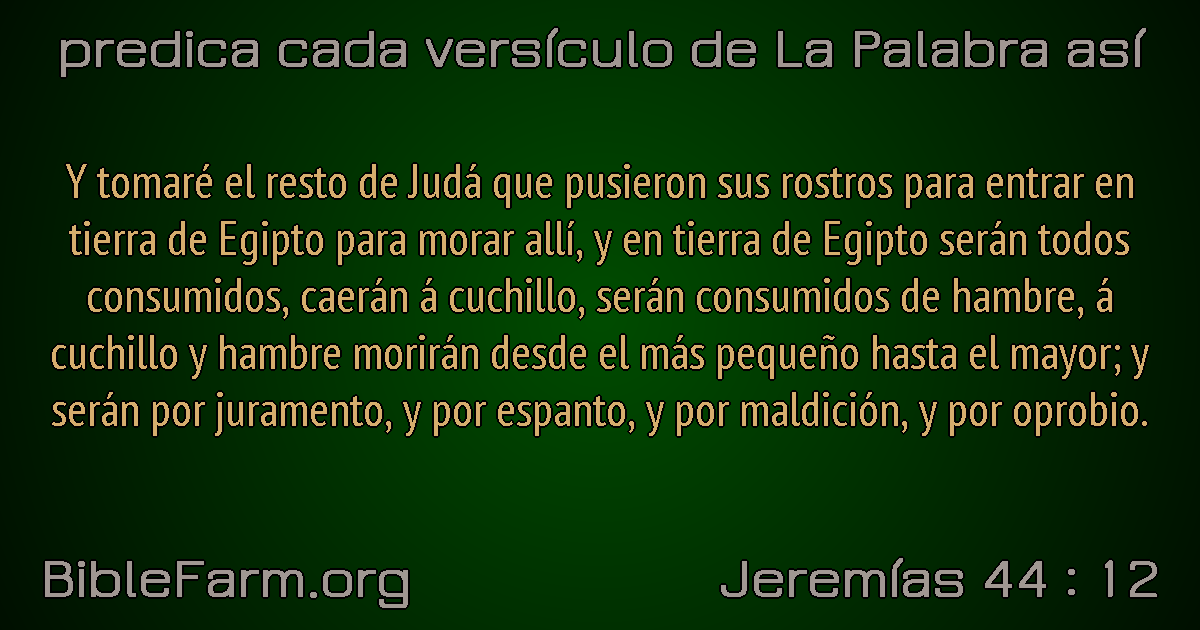 predica cada versículo de La Palabra así
Y tomaré el resto de Judá que pusieron sus rostros para entrar en
tierra de Egipto para morar allí, y en tierra de Egipto serán todos
consumidos, caerán á cuchillo, serán consumidos de hambre, á
cuchillo y hambre morirán desde el más pequeño hasta el mayor; y
serán por juramento, y por espanto, y por maldición, y por oprobio.
BibleFarm.org
Jeremías 44 : 12